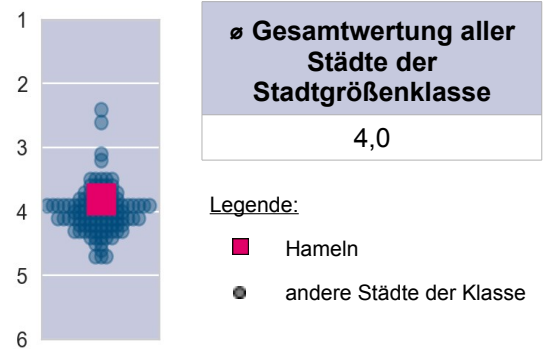 1
2
3
4
5
6
ø Gesamtwertung aller
Städte der
Stadtgrößenklasse
4,0
Legende:
Hameln
andere Städte der Klasse